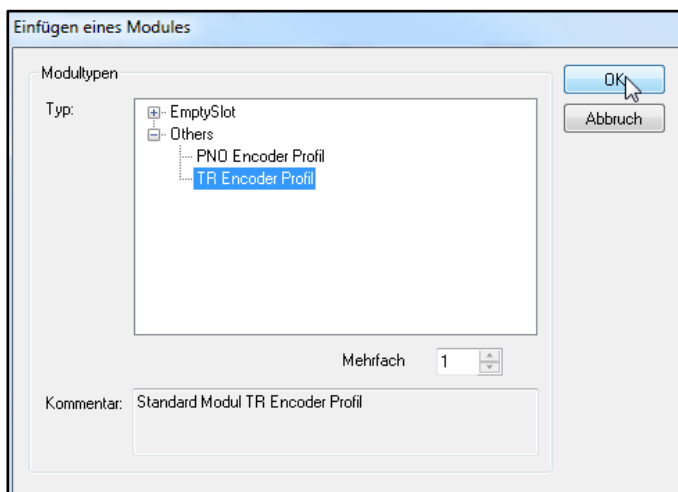 Einfügen eines Modules
Modultypen
OK
Typ:
EmptySlot
Others
PNO Encoder Profil
TR Encoder Profil
Abbruch
Mehrfach 1
Kommentar: Standard Modul TR Encoder Profil